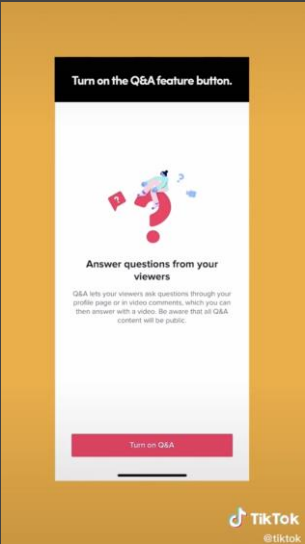 Turn on the Q&A feature button.
?
?
?
Answer questions from your
viewers
Q&A lets your viewers ask questions through your
profile page or in video comments, which you can
then answer with a video. Be aware that all Q&A
content will be public.
Turn on Q&A
TikTok
@tiktok